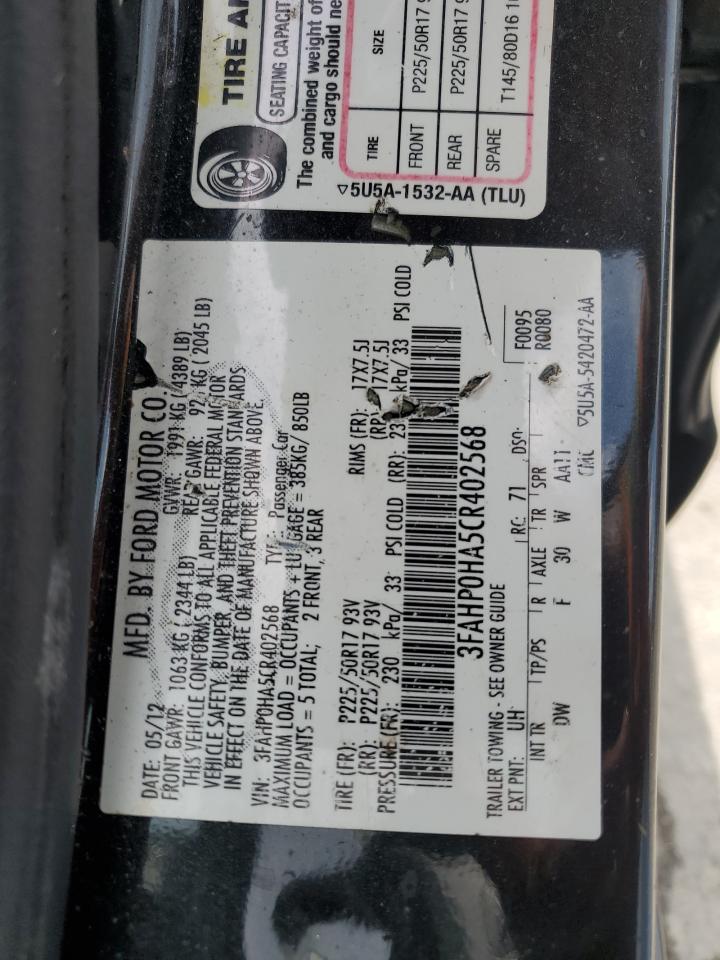 TIRE AN
SEATING CAPACIT
The combined weight of
and cargo should ne
TIRE SIZE
FRONT P225/50R17 9
REAR P225/50R17 9
SPARE T145/80D16 1
▽5U5A-1532-AA (TLU)
MFD. BY FORD MOTOR CO.
DATE: 05/12 GVWR: 1991 KG (4389 LB)
FRONT GAWR: 1063 KG (2344 LB) GAWR: KG (2045 LB)
THIS VEHICLE CONFORMS TO ALL APPLICABLE FEDERAL MOTOR
VEHICLE SAFETY, BUMPER, AND THEFT PREVENTION STANDARDS
IN EFFECT ON THE DATE OF MANUFACTURE SHOWN ABOVE.
VIN: 3FAHP0HA5CR402568 TYPE: Passenger Car
MAXIMUM LOAD = OCCUPANTS + LUGGAGE = 385KG/ 850LB
OCCUPANTS = 5 TOTAL; 2 FRONT, 3 REAR
TIRE (FR): P225/50R17 93V RIMS (FR): 17X7.5J
(RR): P225/50R17 93V (RR): 17X7.5J
PRESSURE (FR): 230 kPa/ 33 PSI COLD (RR): kPa/ 33 PSI COLD
3FAHP0HA5CR402568
TRAILER TOWING - SEE OWNER GUIDE F0095
EXT PNT: UH RC: 71 DSO: R0080
INT TR TP/PS R AXLE TR SPR
DW F 30 W AA11
CMC ▽5U5A-5420472-AA